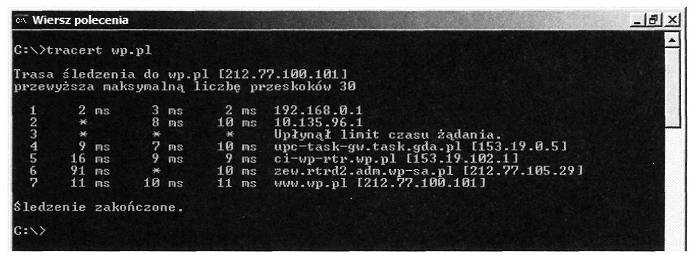 Wiersz polecenia
C:\>tracert wp.pl
Trasa śledzenia do wp.pl [212.77.100.101]
przewyższa maksymalną liczbę przeskoków 30
1 2 ms 3 ms 2 ms 192.168.0.1
2 * 8 ms 10 ms 10.135.96.1
3 * * * Upłynął limit czasu żądania.
4 9 ms 7 ms 10 ms upc-task-gw.task.gda.pl [153.19.0.5]
5 16 ms 9 ms 9 ms ci-wp-rtr.wp.pl [153.19.102.1]
6 91 ms * 10 ms zew.rtrd2.adm.wp-sa.pl [212.77.105.29]
7 11 ms 10 ms 11 ms www.wp.pl [212.77.100.101]
Śledzenie zakończone.
C:\>